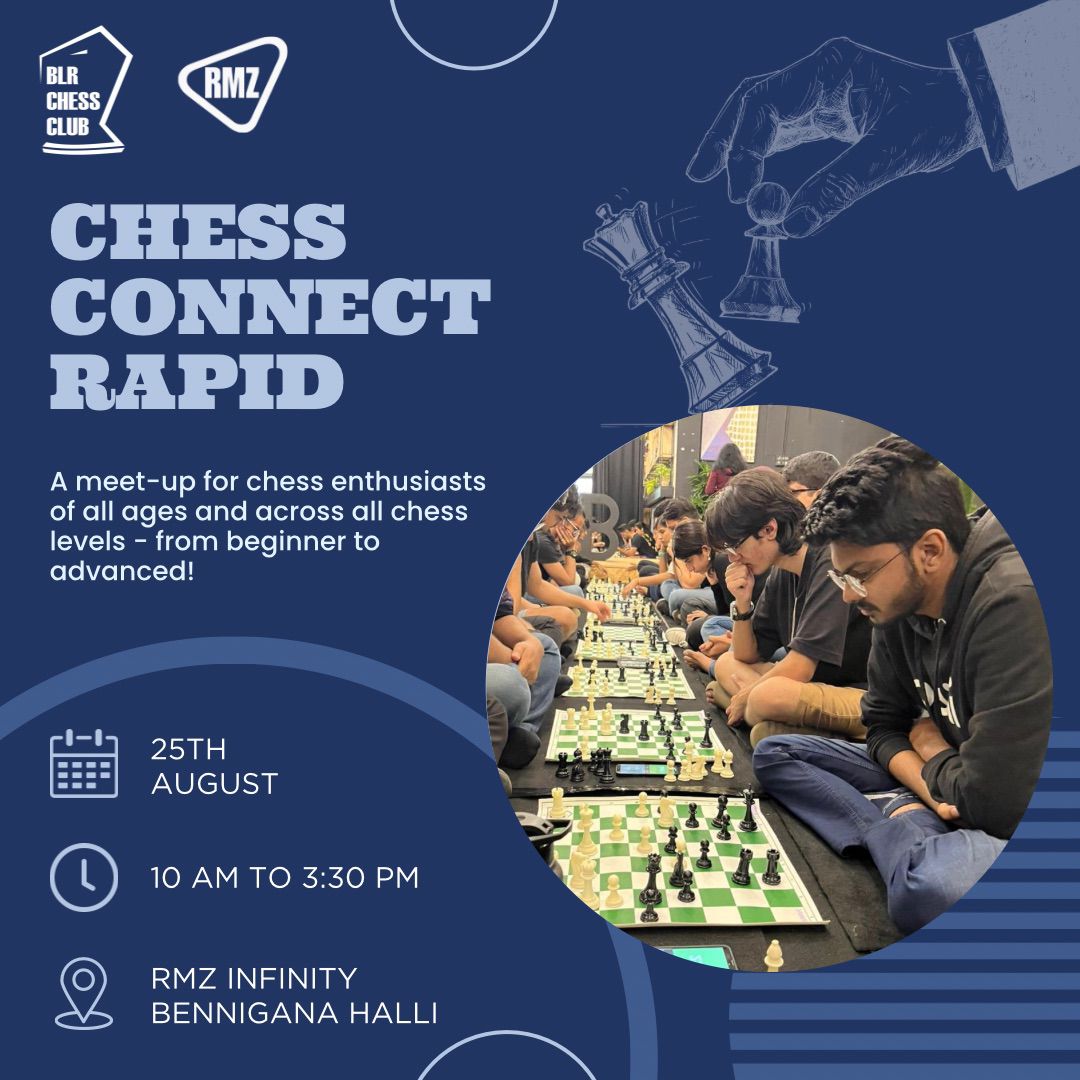 BLR
CHESS
CLUB
RMZ
CHESS
CONNECT
RAPID
A meet-up for chess enthusiasts
of all ages and across all chess
levels - from beginner to
advanced!
25TH
AUGUST
10 AM TO 3:30 PM
RMZ INFINITY
BENNIGANA HALLI